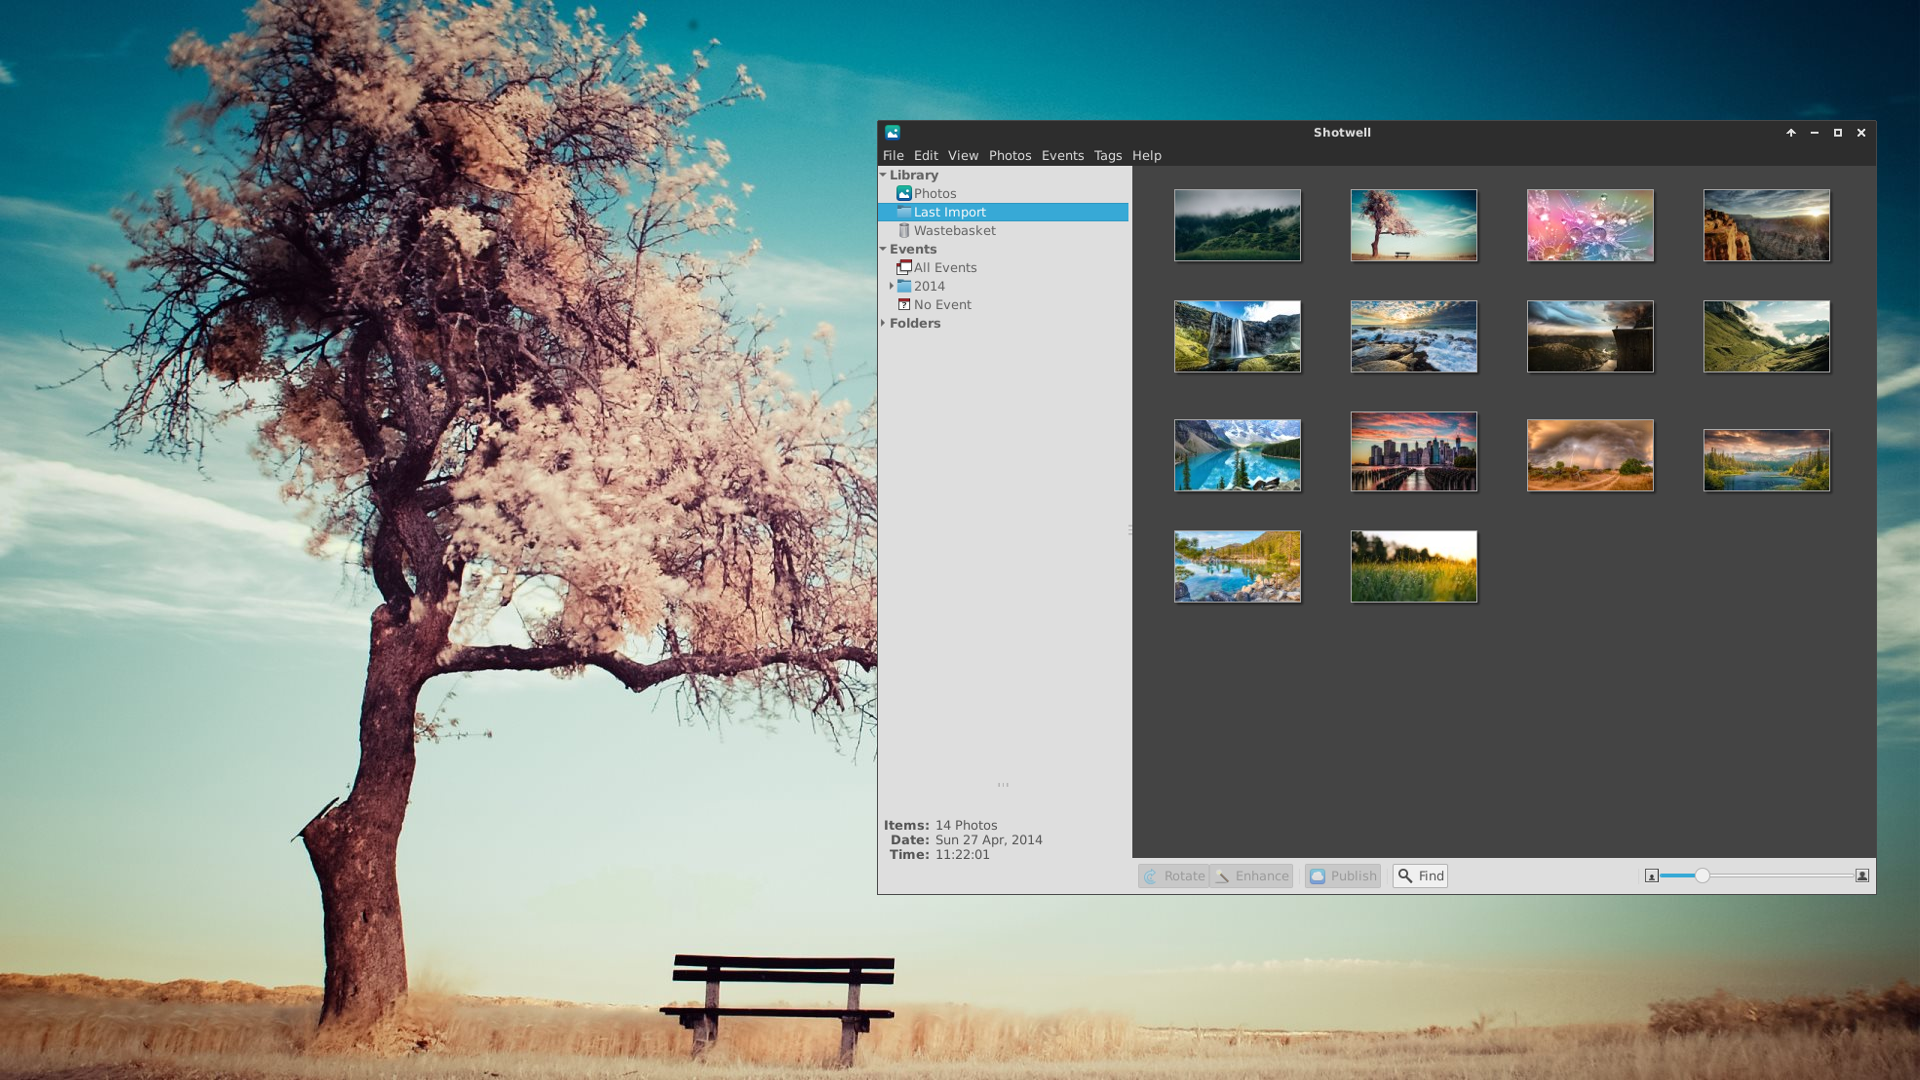 Shotwell
File Edit View Photos Events Tags Help
Library
Photos
Last Import
Wastebasket
Events
All Events
2014
No Event
Folders
Items: 14 Photos
Date: Sun 27 Apr, 2014
Time: 11:22:01
Rotate Enhance Publish Find